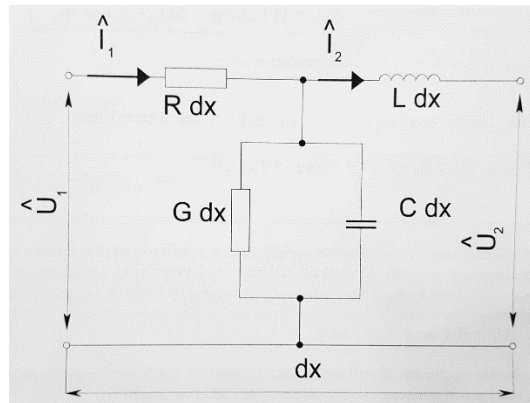 Î₁
Î₂
R dx
L dx
Û₁
G dx
C dx
Û₂
dx